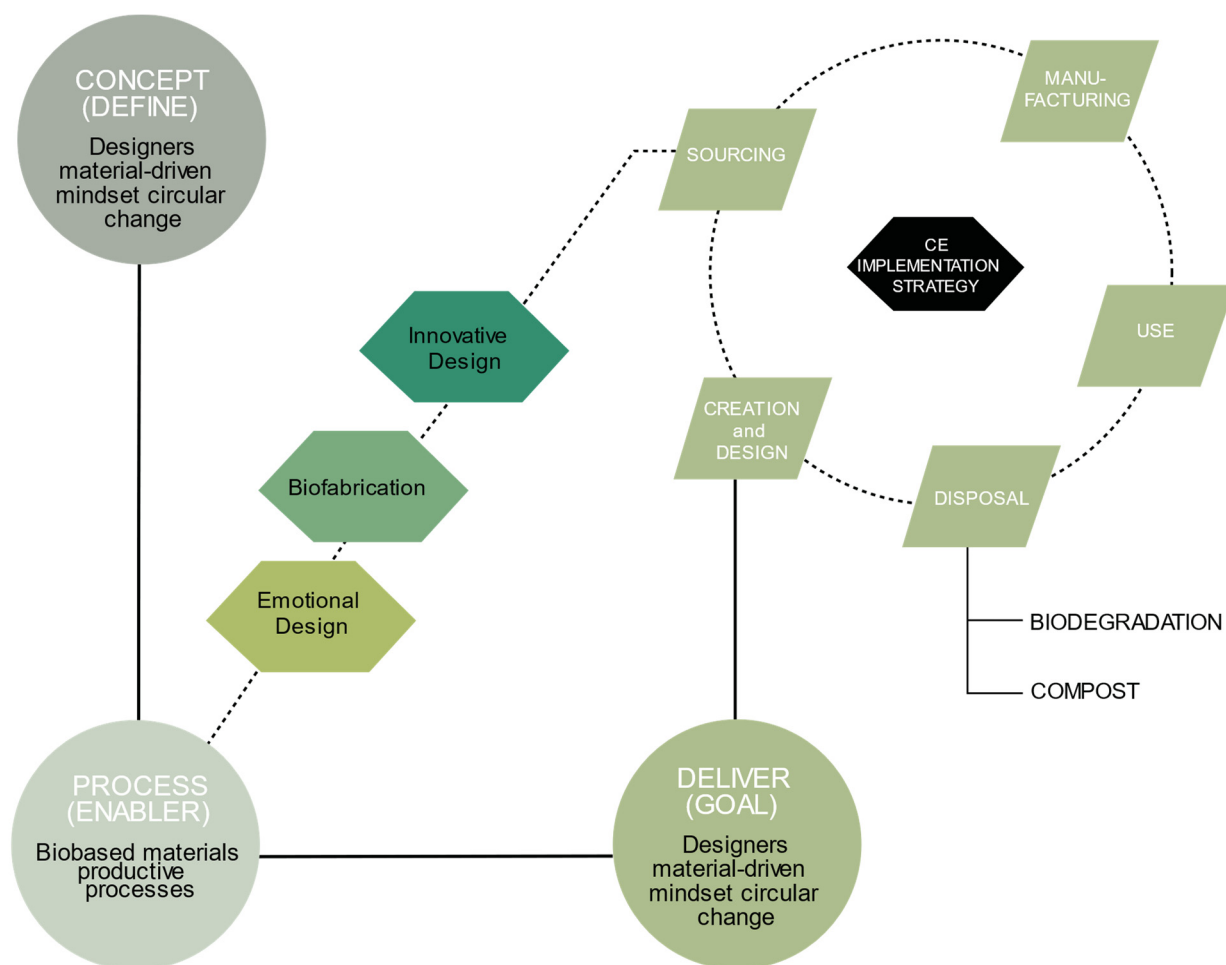 CONCEPT
(DEFINE)
Designers
material-driven
mindset circular
change
MANU-
FACTURING
SOURCING
CE
IMPLEMENTATION
STRATEGY
USE
Innovative
Design
CREATION
and
DESIGN
Biofabrication
DISPOSAL
Emotional
Design
BIODEGRADATION
COMPOST
PROCESS
(ENABLER)
Biobased materials
productive
processes
DELIVER
(GOAL)
Designers
material-driven
mindset circular
change